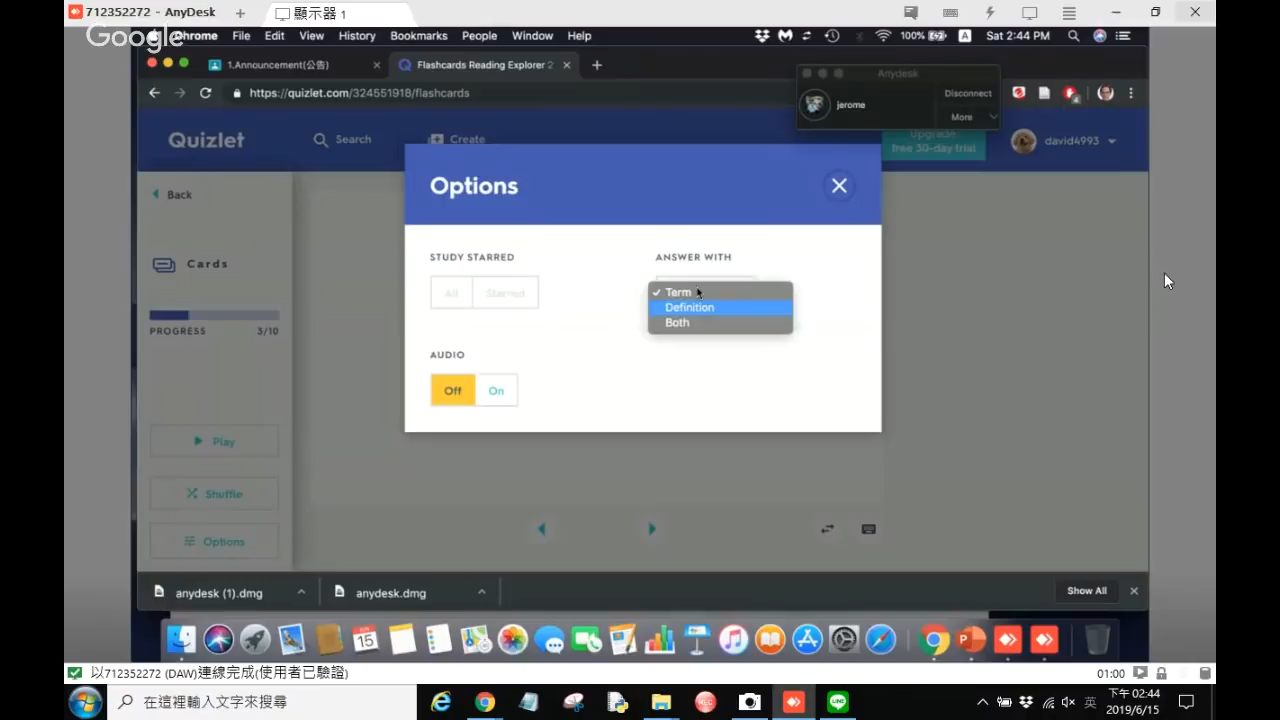 712352272 - AnyDesk
顯示器 1
Google
Chrome File Edit View History Bookmarks People Window Help
100% Sat 2:44 PM
1.Announcement(公告)
Flashcards Reading Explorer 2
Anydesk
https://quizlet.com/324551918/flashcards
jerome
Disconnect
More
Quizlet
Search
Create
Upgrade
free 30-day trial
david4993
Options
Back
STUDY STARRED
ANSWER WITH
Cards
All
Starred
Term
Definition
Both
PROGRESS 3/10
AUDIO
Off
On
Play
Shuffle
Options
anydesk (1).dmg
anydesk.dmg
Show All
15
以712352272 (DAW)連線完成(使用者已驗證)
01:00
在這裡輸入文字來搜尋
REC
LINE
英
下午 02:44
2019/6/15